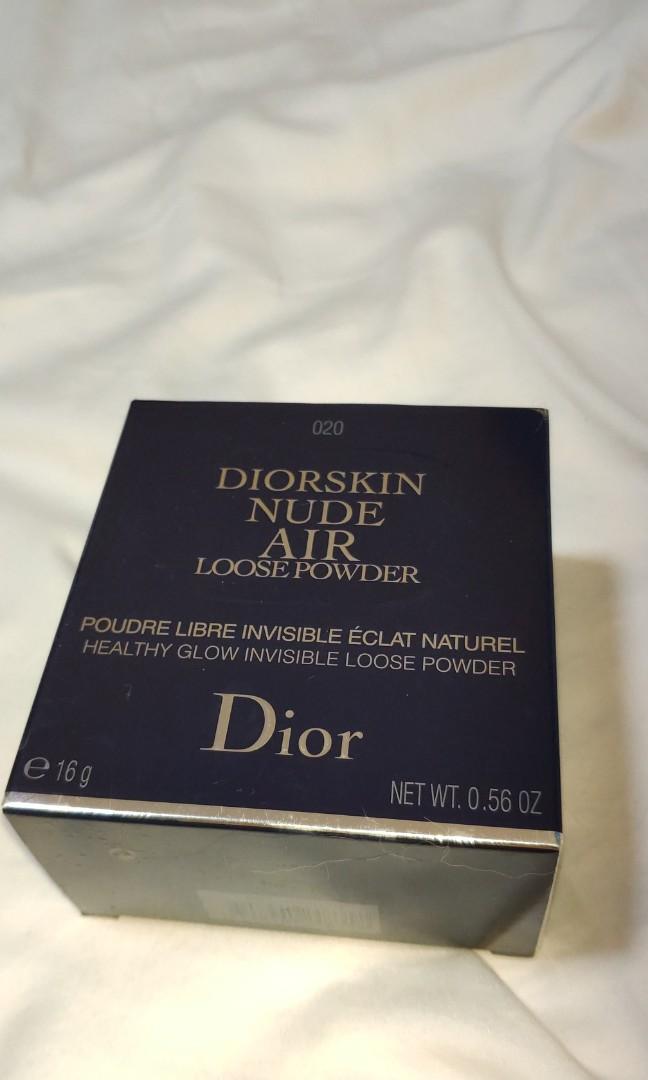 020
DIORSKIN
NUDE
AIR
LOOSE POWDER
POUDRE LIBRE INVISIBLE ÉCLAT NATUREL
HEALTHY GLOW INVISIBLE LOOSE POWDER
Dior
℮ 16 g
NET WT. 0.56 OZ